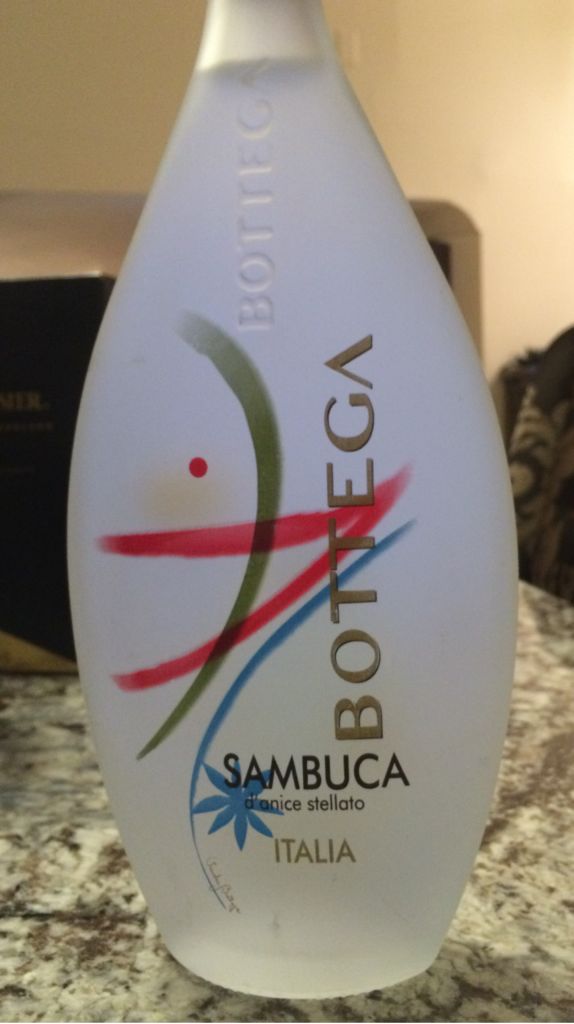 BOTTEGA
BOTTEGA
SAMBUCA
d'anice stellato
ITALIA